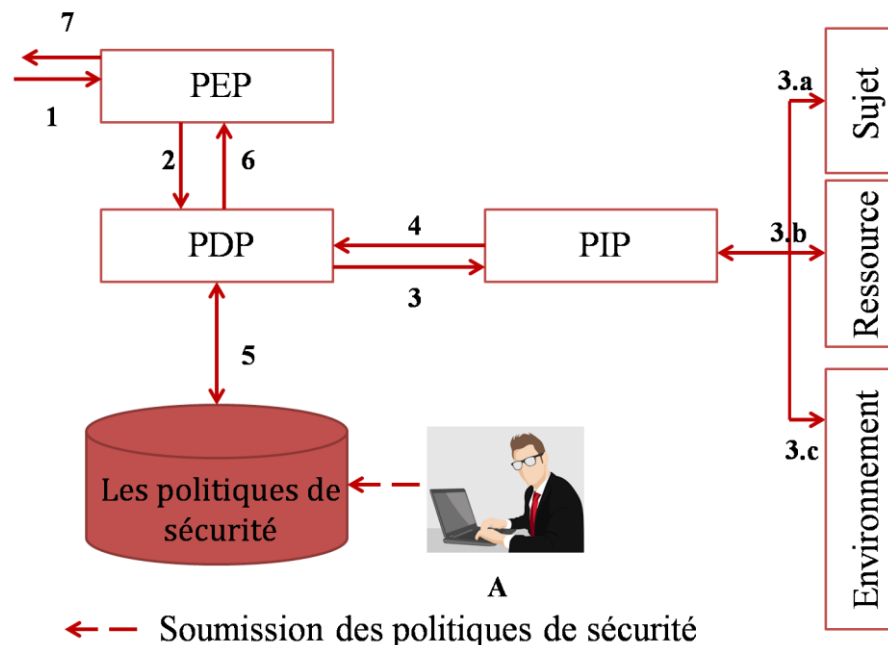 7
PEP
1
2
6
PDP
4
3
PIP
3.a
3.b
3.c
Sujet
Ressource
Environnement
5
Les politiques de
sécurité
A
Soumission des politiques de sécurité